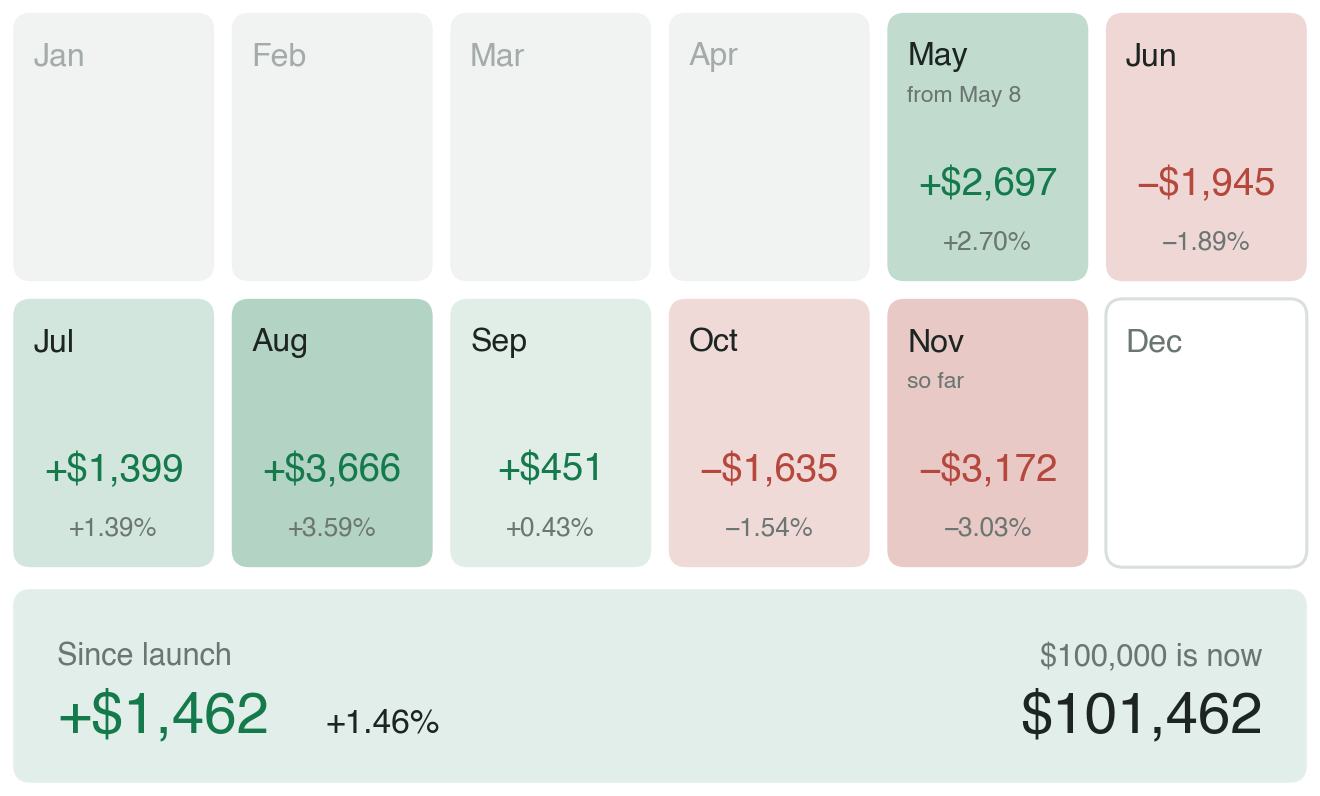 Jan
Feb
Mar
Apr
May
from May 8
+$2,697
+2.70%
Jun
–$1,945
–1.89%
Jul
+$1,399
+1.39%
Aug
+$3,666
+3.59%
Sep
+$451
+0.43%
Oct
–$1,635
–1.54%
Nov
so far
–$3,172
–3.03%
Dec
Since launch
+$1,462 +1.46%
$100,000 is now
$101,462